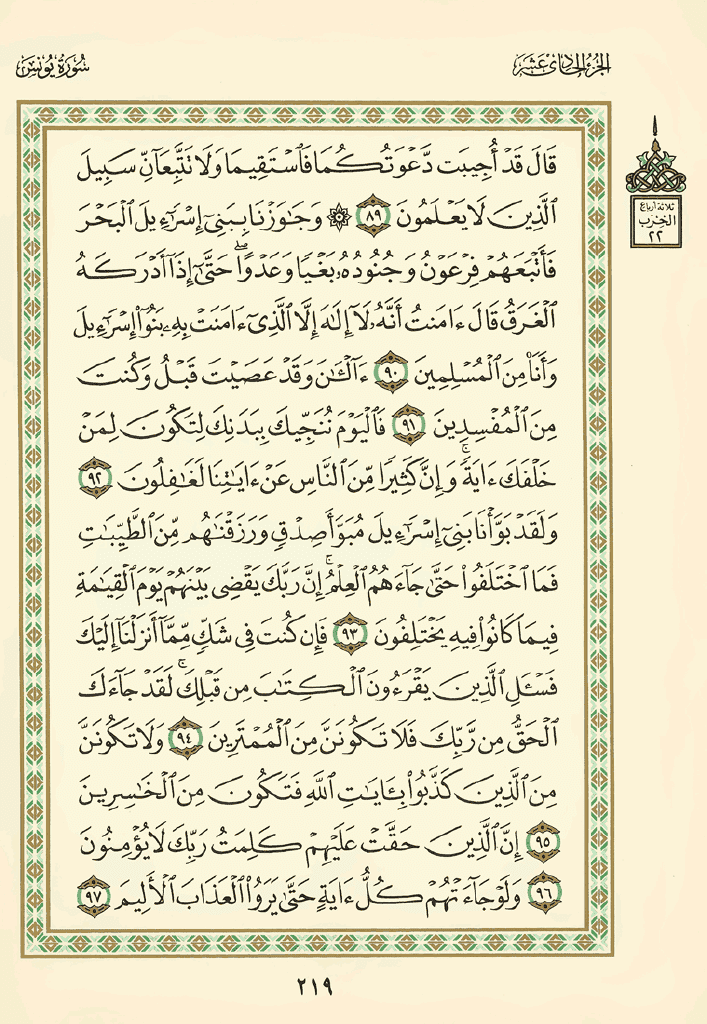 سُورَةُ يُونُسَ
الجُزْءُ الحَادِي عَشَرَ
قَالَ قَدۡ أُجِيبَت دَّعۡوَتُكُمَا فَٱسۡتَقِيمَا وَلَا تَتَّبِعَآنِّ سَبِيلَ
ٱلَّذِينَ لَا يَعۡلَمُونَ ٨٩ ۞ وَجَٰوَزۡنَا بِبَنِيٓ إِسۡرَٰٓءِيلَ ٱلۡبَحۡرَ
فَأَتۡبَعَهُمۡ فِرۡعَوۡنُ وَجُنُودُهُۥ بَغۡيٗا وَعَدۡوًاۖ حَتَّىٰٓ إِذَآ أَدۡرَكَهُ
ٱلۡغَرَقُ قَالَ ءَامَنتُ أَنَّهُۥ لَآ إِلَٰهَ إِلَّا ٱلَّذِيٓ ءَامَنَتۡ بِهِۦ بَنُوٓاْ إِسۡرَٰٓءِيلَ
وَأَنَا۠ مِنَ ٱلۡمُسۡلِمِينَ ٩٠ ءَآلۡـَٰٔنَ وَقَدۡ عَصَيۡتَ قَبۡلُ وَكُنتَ
مِنَ ٱلۡمُفۡسِدِينَ ٩١ فَٱلۡيَوۡمَ نُنَجِّيكَ بِبَدَنِكَ لِتَكُونَ لِمَنۡ
خَلۡفَكَ ءَايَةٗۚ وَإِنَّ كَثِيرٗا مِّنَ ٱلنَّاسِ عَنۡ ءَايَٰتِنَا لَغَٰفِلُونَ ٩٢
وَلَقَدۡ بَوَّأۡنَا بَنِيٓ إِسۡرَٰٓءِيلَ مُبَوَّأَ صِدۡقٖ وَرَزَقۡنَٰهُم مِّنَ ٱلطَّيِّبَٰتِ
فَمَا ٱخۡتَلَفُواْ حَتَّىٰ جَآءَهُمُ ٱلۡعِلۡمُۚ إِنَّ رَبَّكَ يَقۡضِي بَيۡنَهُمۡ يَوۡمَ ٱلۡقِيَٰمَةِ
فِيمَا كَانُواْ فِيهِ يَخۡتَلِفُونَ ٩٣ فَإِن كُنتَ فِي شَكّٖ مِّمَّآ أَنزَلۡنَآ إِلَيۡكَ
فَسۡـَٔلِ ٱلَّذِينَ يَقۡرَءُونَ ٱلۡكِتَٰبَ مِن قَبۡلِكَۚ لَقَدۡ جَآءَكَ
ٱلۡحَقُّ مِن رَّبِّكَ فَلَا تَكُونَنَّ مِنَ ٱلۡمُمۡتَرِينَ ٩٤ وَلَا تَكُونَنَّ
مِنَ ٱلَّذِينَ كَذَّبُواْ بِـَٔايَٰتِ ٱللَّهِ فَتَكُونَ مِنَ ٱلۡخَٰسِرِينَ
٩٥ إِنَّ ٱلَّذِينَ حَقَّتۡ عَلَيۡهِمۡ كَلِمَتُ رَبِّكَ لَا يُؤۡمِنُونَ
٩٦ وَلَوۡ جَآءَتۡهُمۡ كُلُّ ءَايَةٍ حَتَّىٰ يَرَوُاْ ٱلۡعَذَابَ ٱلۡأَلِيمَ ٩٧
ثلاثة أرباع
الحِزْب
٢٢
٢١٩